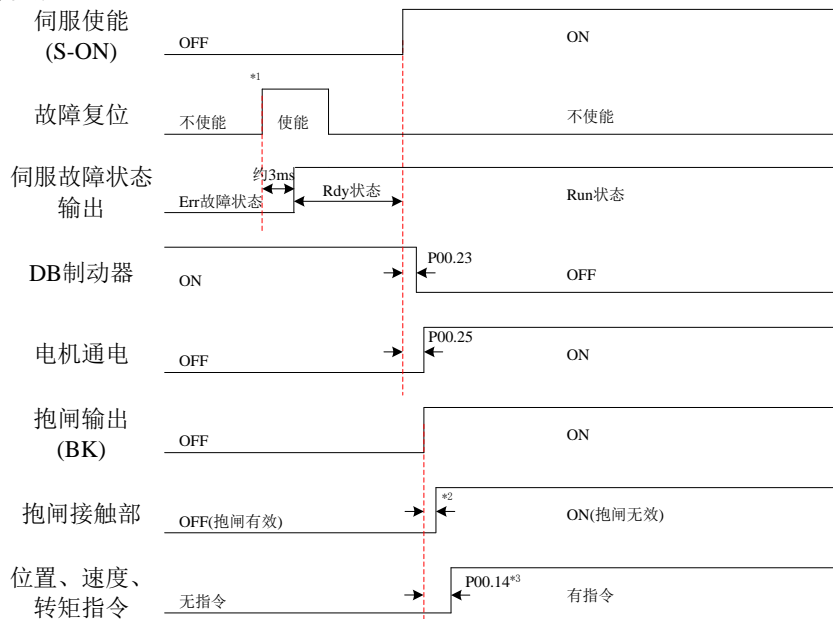 伺服使能
(S-ON)
OFF
ON
*1
故障复位
不使能
使能
不使能
伺服故障状态
输出
约3ms
Err故障状态
Rdy状态
Run状态
DB制动器
ON
P00.23
OFF
电机通电
OFF
P00.25
ON
抱闸输出
(BK)
OFF
ON
抱闸接触部
OFF(抱闸有效)
*2
ON(抱闸无效)
位置、速度、
转矩指令
无指令
P00.14*3
有指令